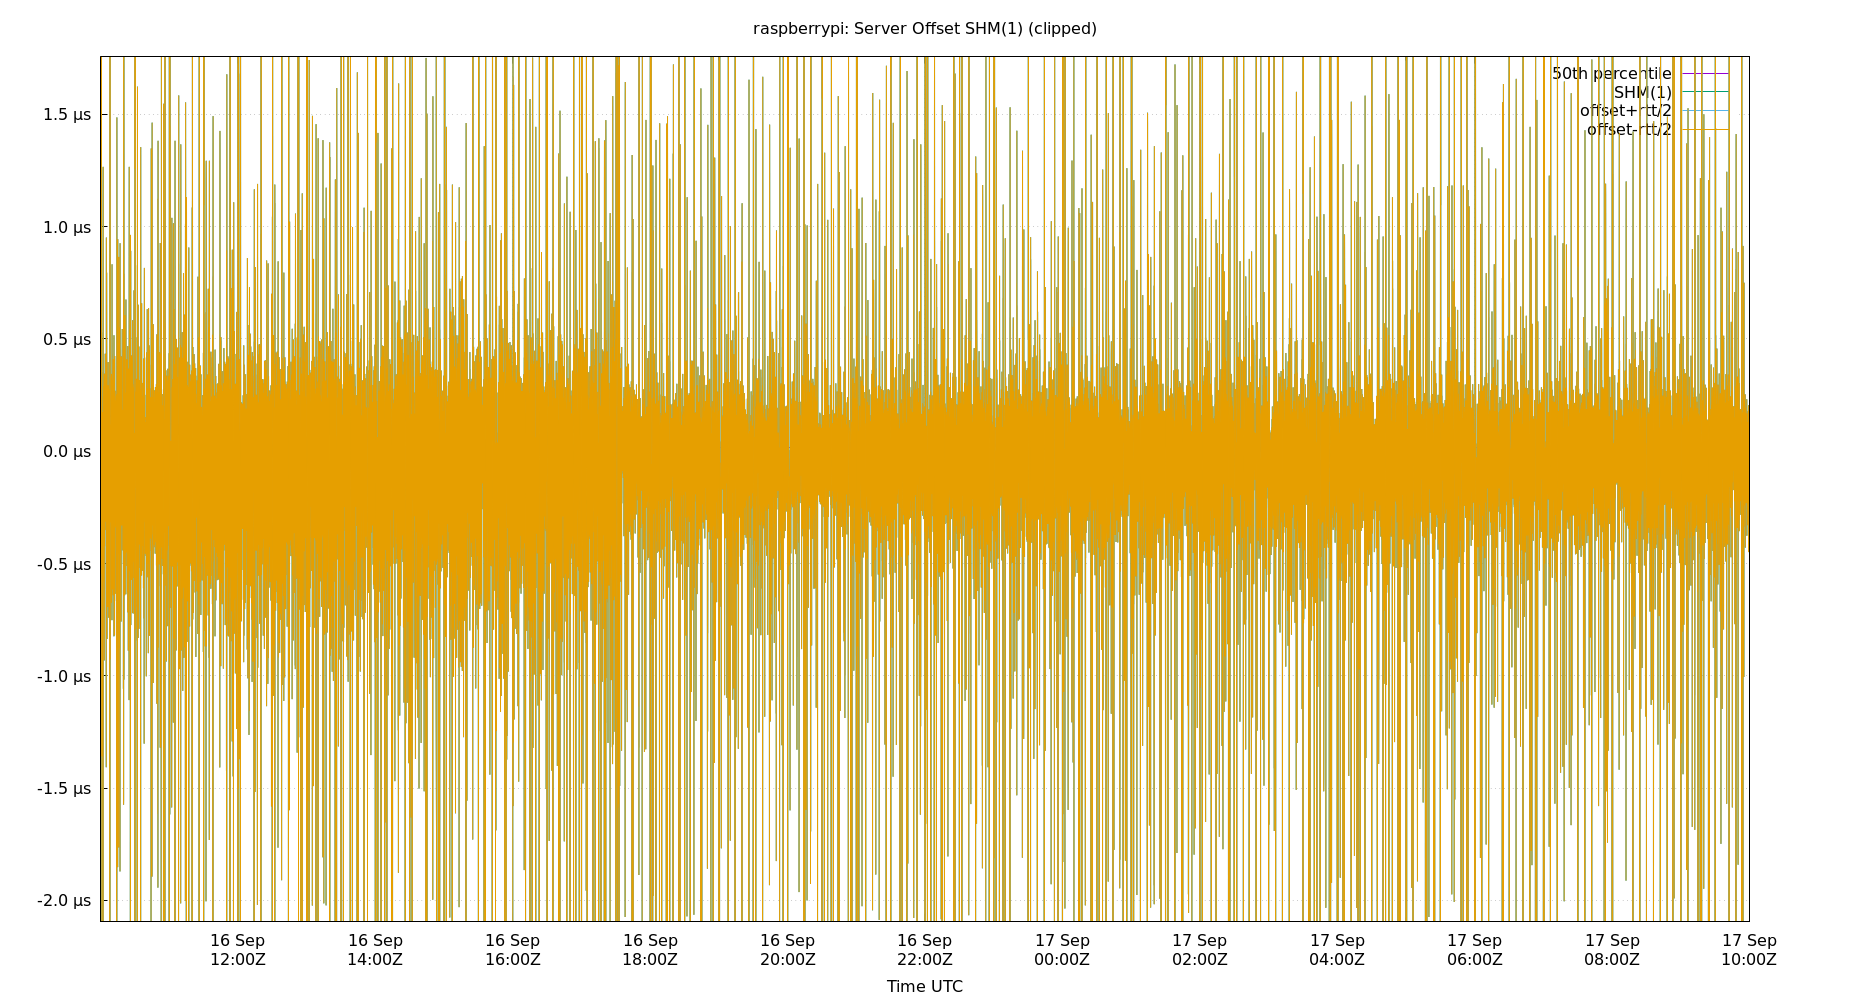 raspberrypi: Server Offset SHM(1) (clipped)
50th percentile
SHM(1)
offset+rtt/2
offset-rtt/2
1.5 µs
1.0 µs
0.5 µs
0.0 µs
-0.5 µs
-1.0 µs
-1.5 µs
-2.0 µs
16 Sep 16 Sep 16 Sep 16 Sep 16 Sep 16 Sep 17 Sep 17 Sep 17 Sep 17 Sep 17 Sep 17 Sep
12:00Z 14:00Z 16:00Z 18:00Z 20:00Z 22:00Z 00:00Z 02:00Z 04:00Z 06:00Z 08:00Z 10:00Z
Time UTC